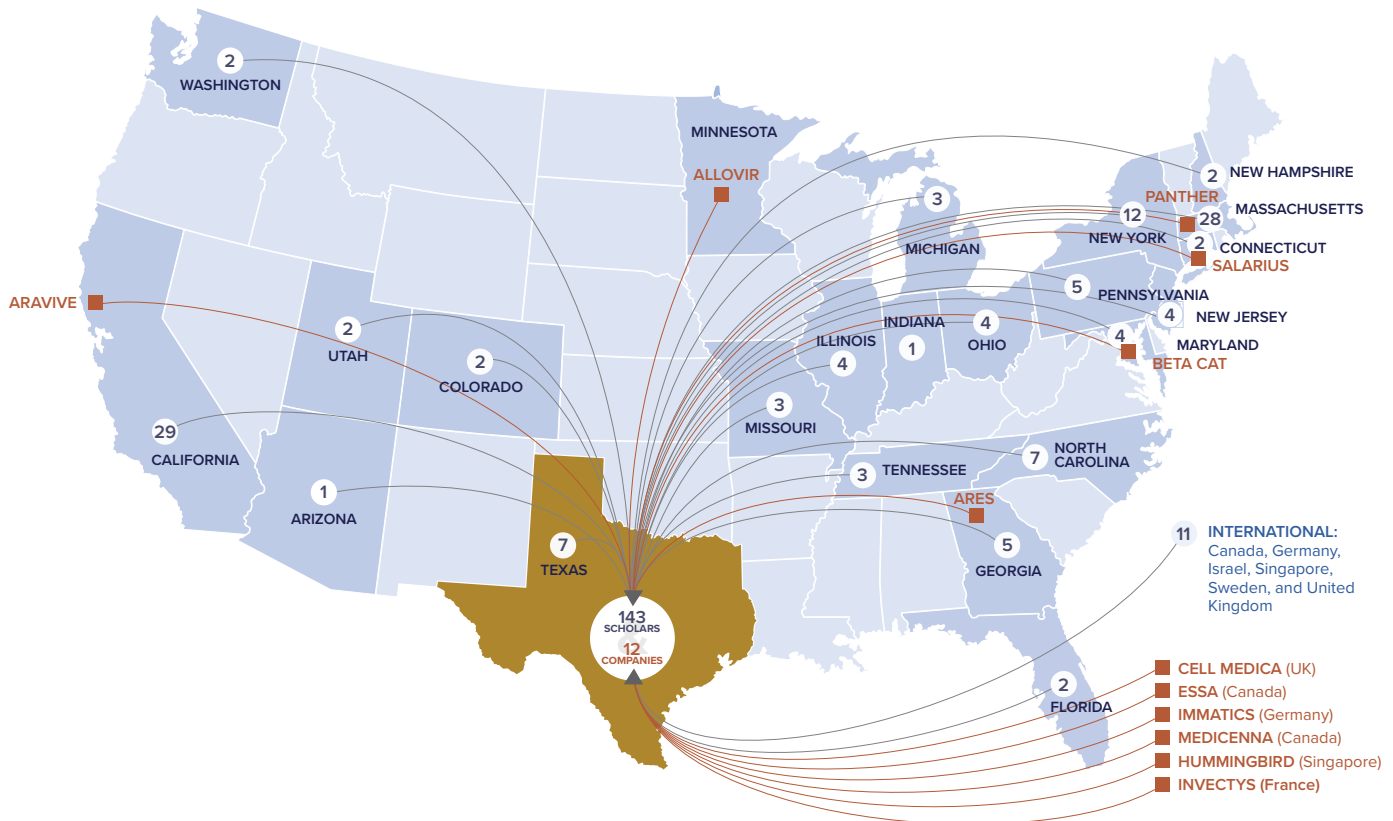 2
WASHINGTON
MINNESOTA
ALLOVIR
2
NEW HAMPSHIRE
PANTHER
3
MICHIGAN
12
NEW YORK
28
MASSACHUSETTS
2
CONNECTICUT
SALARIUS
ARAVIVE
5
PENNSYLVANIA
4
NEW JERSEY
2
UTAH
2
COLORADO
ILLINOIS
4
INDIANA
1
4
OHIO
4
MARYLAND
BETA CAT
29
CALIFORNIA
3
MISSOURI
1
ARIZONA
3
TENNESSEE
7
NORTH
CAROLINA
ARES
5
GEORGIA
7
TEXAS
143
SCHOLARS
&
12
COMPANIES
11
INTERNATIONAL:
Canada, Germany,
Israel, Singapore,
Sweden, and United
Kingdom
2
FLORIDA
CELL MEDICA (UK)
ESSA (Canada)
IMMATICS (Germany)
MEDICENNA (Canada)
HUMMINGBIRD (Singapore)
INVECTYS (France)